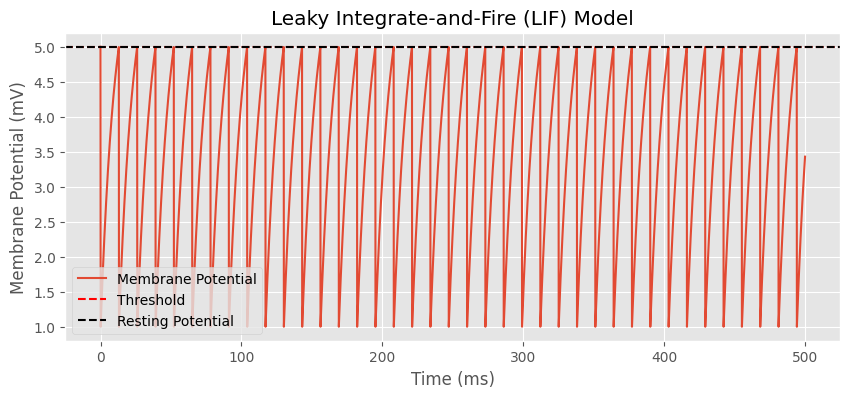 Leaky Integrate-and-Fire (LIF) Model
Membrane Potential (mV)
5.0
4.5
4.0
3.5
3.0
2.5
2.0
1.5
1.0
Membrane Potential
Threshold
Resting Potential
0
100
200
300
400
500
Time (ms)